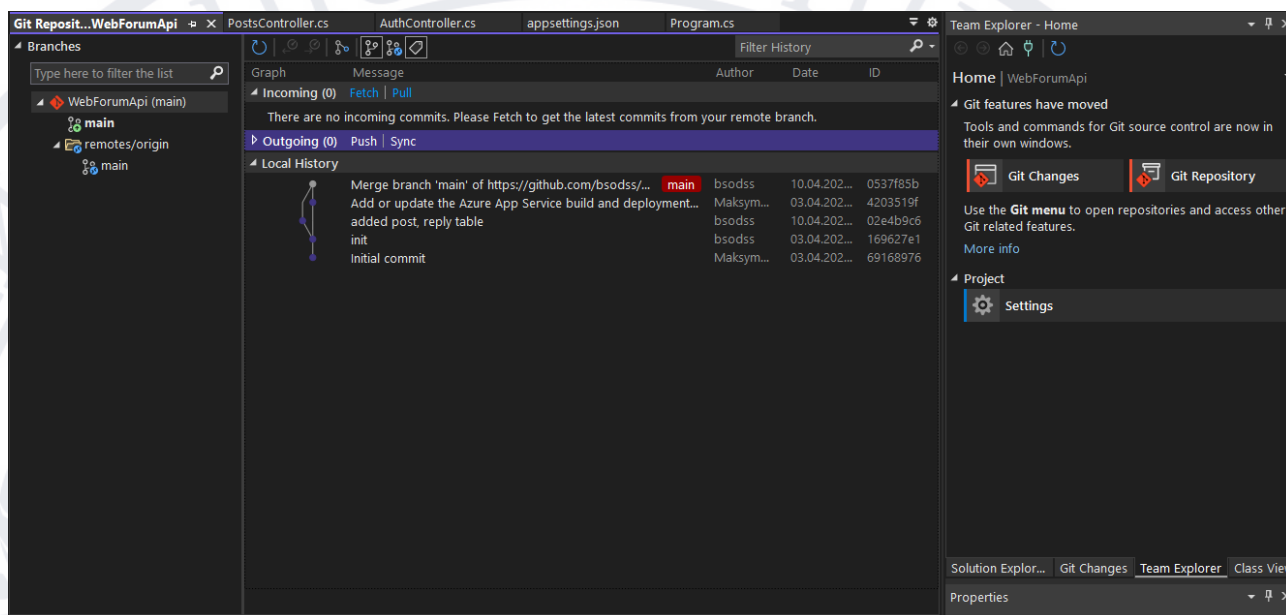 Git Reposit...WebForumApi PostsController.cs AuthController.cs appsettings.json Program.cs
Branches
Type here to filter the list
WebForumApi (main)
main
remotes/origin
main
Filter History
Graph Message Author Date ID
Incoming (0) Fetch | Pull
There are no incoming commits. Please Fetch to get the latest commits from your remote branch.
Outgoing (0) Push | Sync
Local History
Merge branch 'main' of https://github.com/bsodss/... main bsodss 10.04.202... 0537f85b
Add or update the Azure App Service build and deployment... Maksym... 03.04.202... 4203519f
added post, reply table bsodss 10.04.202... 02e4b9c6
init bsodss 03.04.202... 169627e1
Initial commit Maksym... 03.04.202... 69168976
Team Explorer - Home
Home | WebForumApi
Git features have moved
Tools and commands for Git source control are now in
their own windows.
Git Changes Git Repository
Use the Git menu to open repositories and access other
Git related features.
More info
Project
Settings
Solution Explor... Git Changes Team Explorer Class Vie
Properties